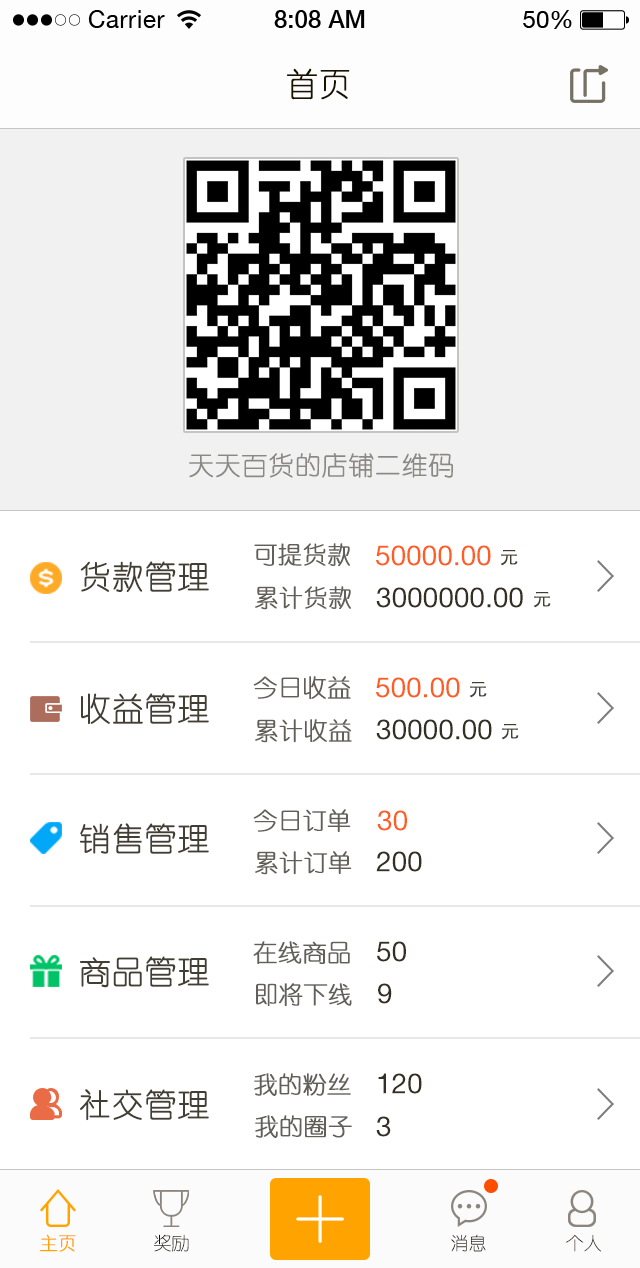 Carrier 8:08 AM 50%
首页
天天百货的店铺二维码
货款管理
可提货款 50000.00 元
累计货款 3000000.00 元
收益管理
今日收益 500.00 元
累计收益 30000.00 元
销售管理
今日订单 30
累计订单 200
商品管理
在线商品 50
即将下线 9
社交管理
我的粉丝 120
我的圈子 3
主页 奖励 消息 个人